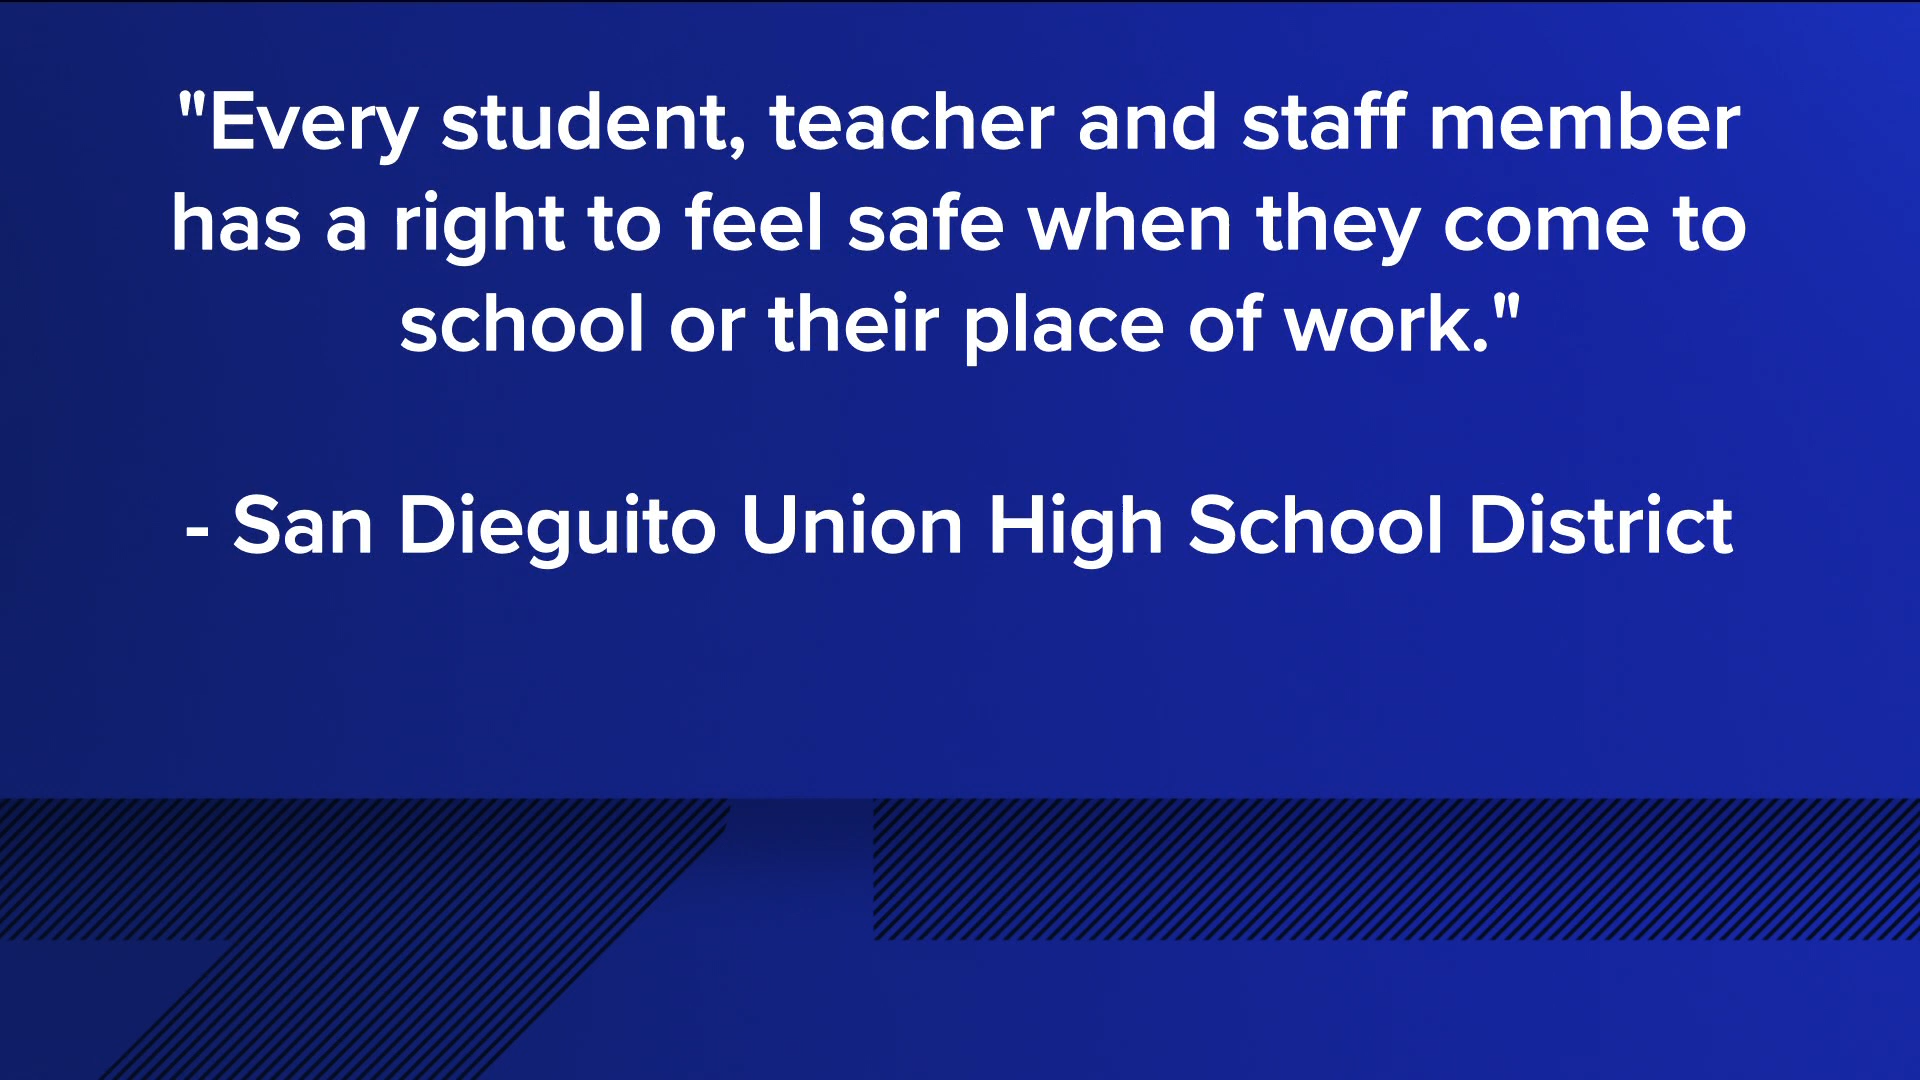 "Every student, teacher and staff member
has a right to feel safe when they come to
school or their place of work."
- San Dieguito Union High School District